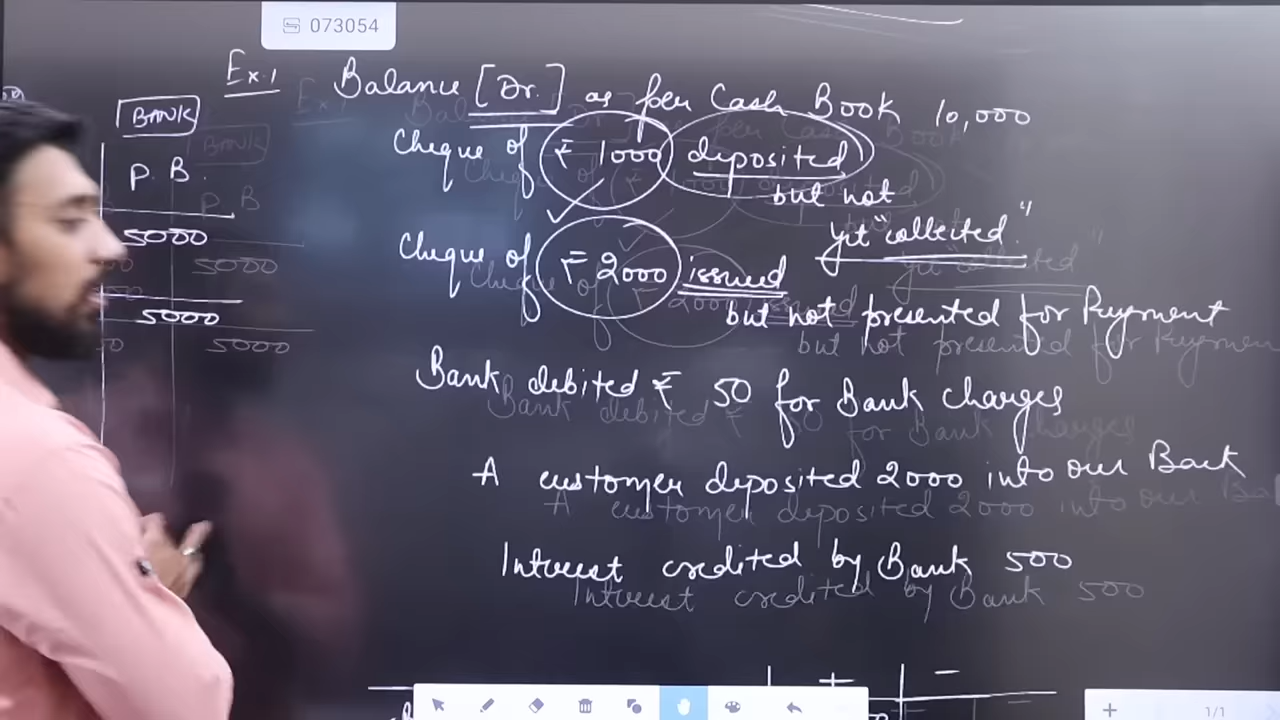 073054
Ex.1 Balance [Dr.] as per Cash Book 10,000
BANK
P. B.
5000
5000
Cheque of ₹ 1000 deposited
but not
yet "collected."
Cheque of ₹ 2000 issued
but not presented for Payment
Bank debited ₹ 50 for Bank charges
A customer deposited 2000 into our Bank
Interest credited by Bank 500
+ −
1/1